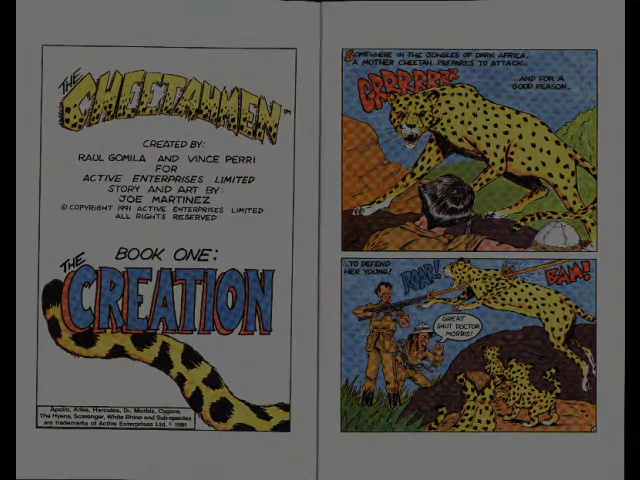 THE
CHEETAHMEN™
CREATED BY:
RAUL GOMILA AND VINCE PERRI
FOR
ACTIVE ENTERPRISES LIMITED
STORY AND ART BY:
JOE MARTINEZ
© COPYRIGHT 1991 ACTIVE ENTERPRISES LIMITED
ALL RIGHTS RESERVED
BOOK ONE:
THE
CREATION
Apollo, Aries, Hercules, Dr. Morbis, Cygore,
The Hyena, Scavenger, White Rhino and Sub-species
are trademarks of Active Enterprises Ltd. © 1991
SOMEWHERE IN THE JUNGLES OF DARK AFRICA,
A MOTHER CHEETAH PREPARES TO ATTACK...
GRRRRRRR
...AND FOR A
GOOD REASON...
...TO DEFEND
HER YOUNG!
ROAR!
BAM!
GREAT
SHOT DOCTOR
MORBIS!